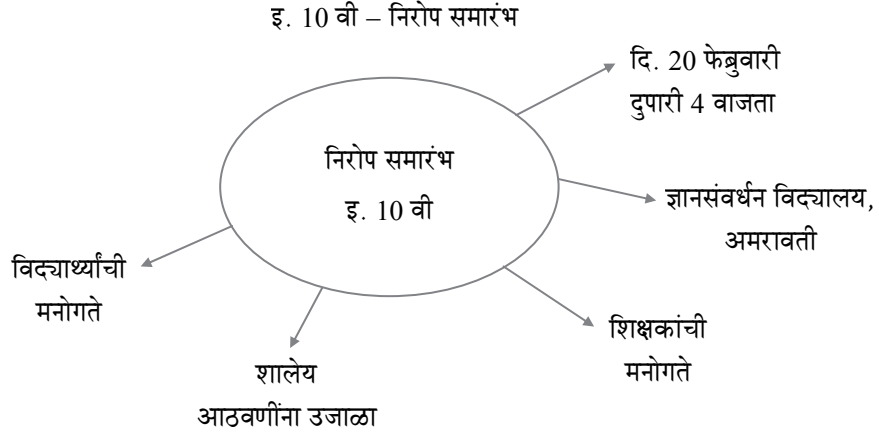 इ. 10 वी – निरोप समारंभ
दि. 20 फेब्रुवारी
दुपारी 4 वाजता
निरोप समारंभ
इ. 10 वी
ज्ञानसंवर्धन विद्यालय,
अमरावती
विद्यार्थ्यांची
मनोगते
शिक्षकांची
मनोगते
शालेय
आठवणींना उजाळा